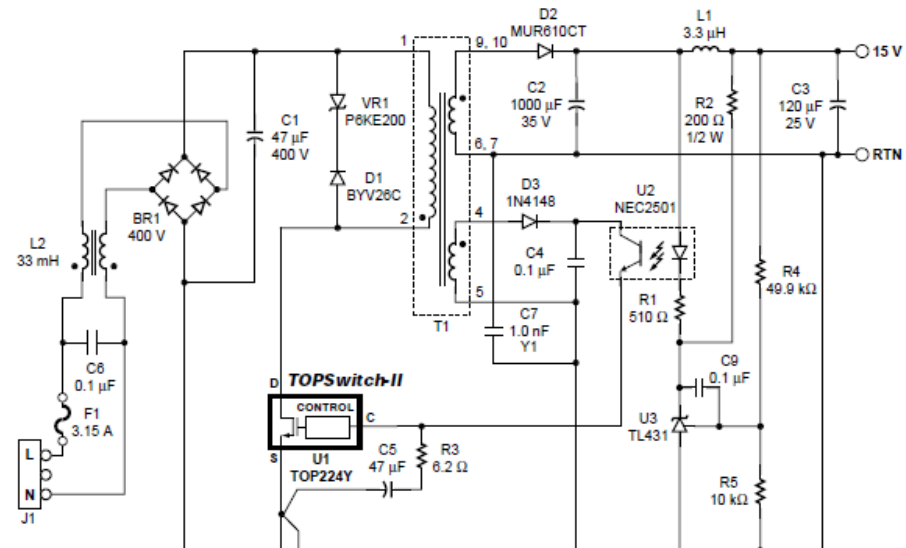 D2
MUR610CT
L1
3.3 µH
1
9, 10
15 V
VR1
P6KE200
C1
47 µF
400 V
C2
1000 µF
35 V
R2
200 Ω
1/2 W
C3
120 µF
25 V
6, 7
RTN
D1
BYV26C
D3
1N4148
U2
NEC2501
BR1
400 V
2
4
L2
33 mH
C4
0.1 µF
R4
49.9 kΩ
5
R1
510 Ω
T1
C7
1.0 nF
Y1
C6
0.1 µF
D
TOPSwitch-II
C9
0.1 µF
F1
3.15 A
CONTROL
C
U3
TL431
L
S
U1
TOP224Y
C5
47 µF
R3
6.2 Ω
R5
10 kΩ
N
J1